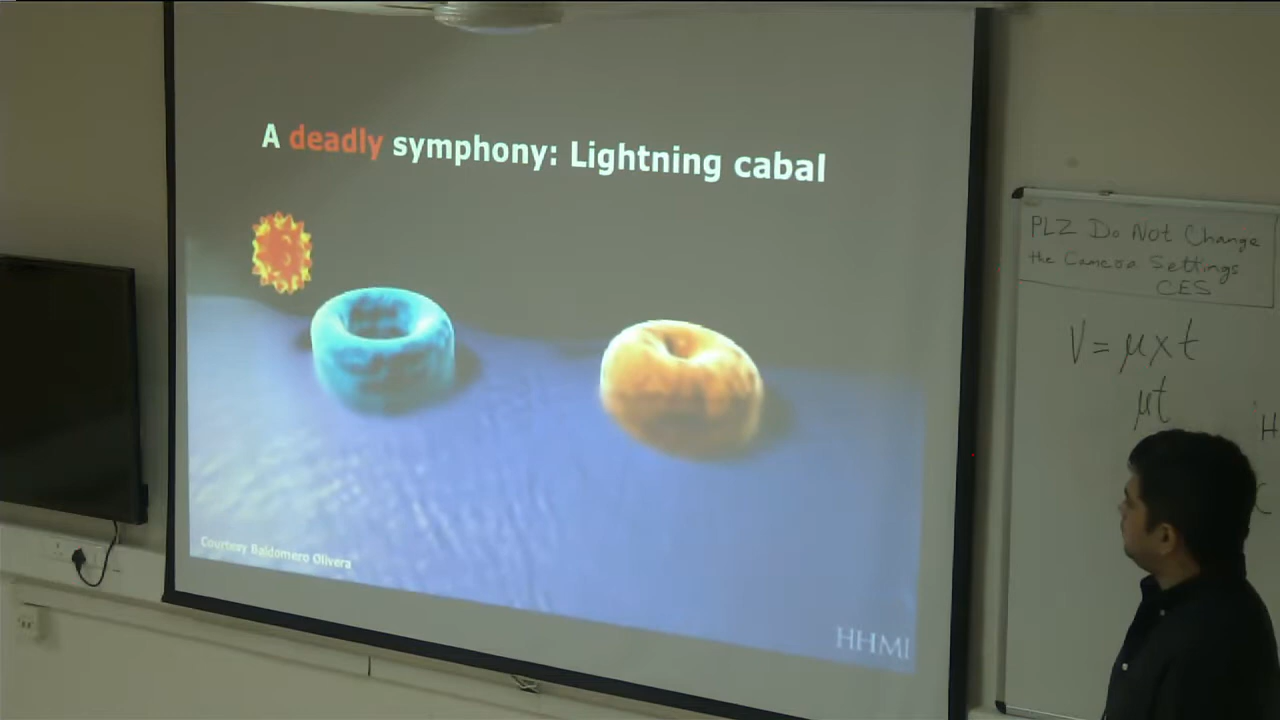 A deadly symphony: Lightning cabal
Courtesy Baldomero Olivera
HHMI
PLZ Do Not Change
the Camera Settings
CES
V = μ x t
μt
H